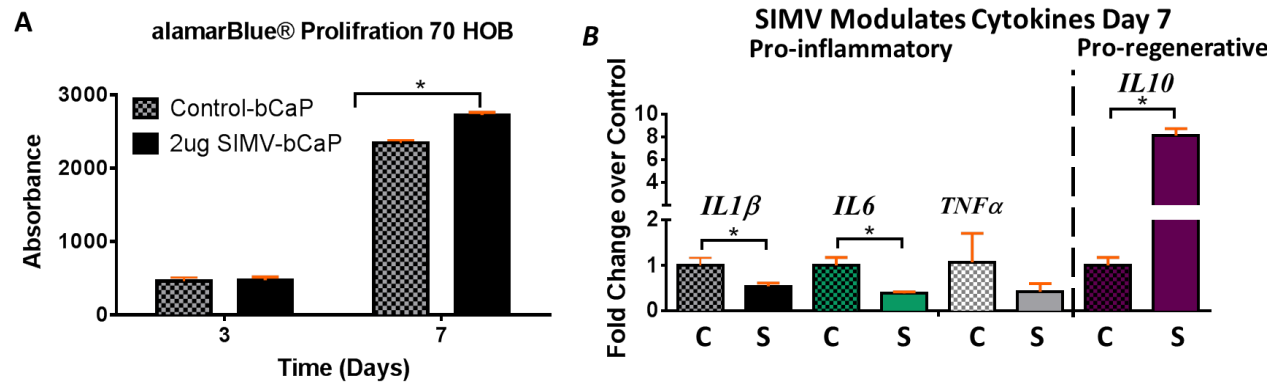 A
alamarBlue® Prolifration 70 HOB
Absorbance
3000
2000
1000
0
Control-bCaP
2ug SIMV-bCaP
*
3
7
Time (Days)
B
SIMV Modulates Cytokines Day 7
Pro-inflammatory
Pro-regenerative
Fold Change over Control
10
8
6
4
2
1
0
IL1β
*
IL6
*
TNFα
IL10
*
C S C S C S C S